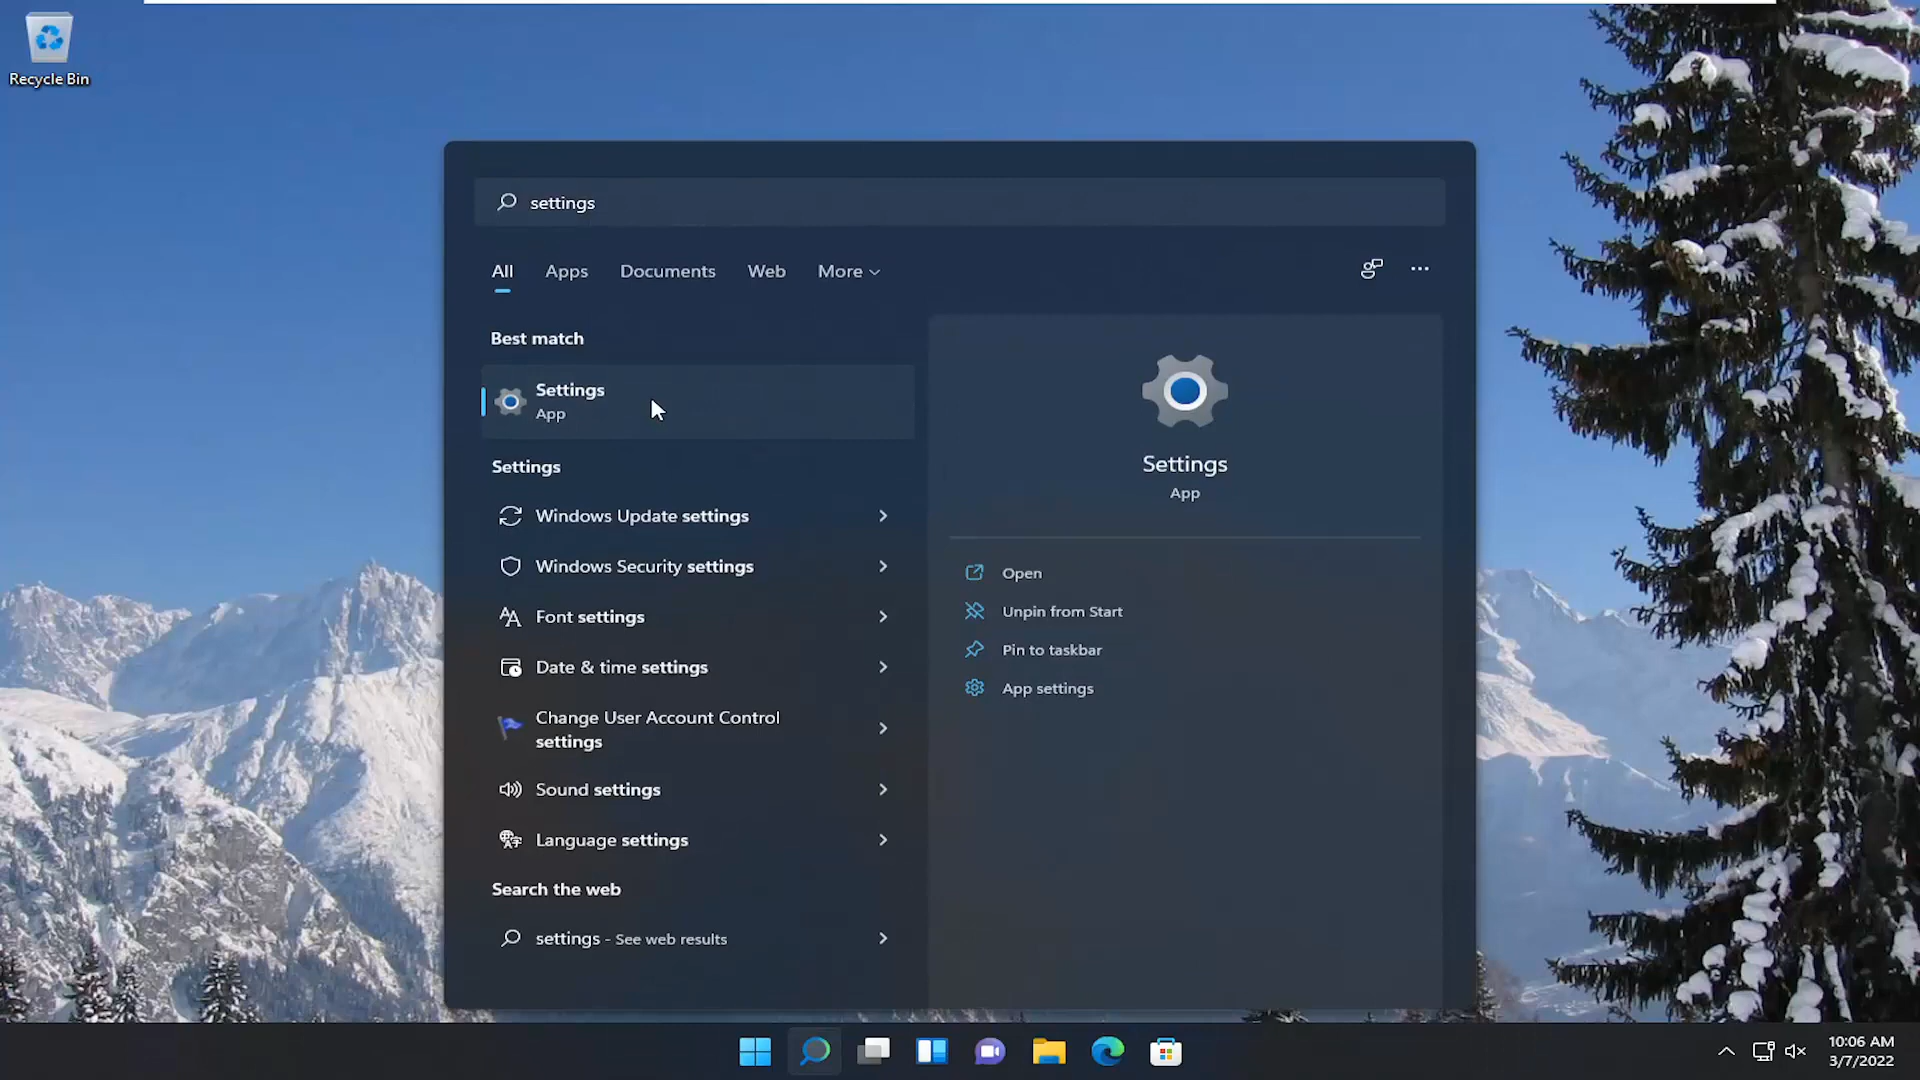 Recycle Bin
settings
All Apps Documents Web More
Best match
Settings
App
Settings
Windows Update settings
Windows Security settings
Font settings
Date & time settings
Change User Account Control
settings
Sound settings
Language settings
Search the web
settings - See web results
Settings
App
Open
Unpin from Start
Pin to taskbar
App settings
10:06 AM
3/7/2022